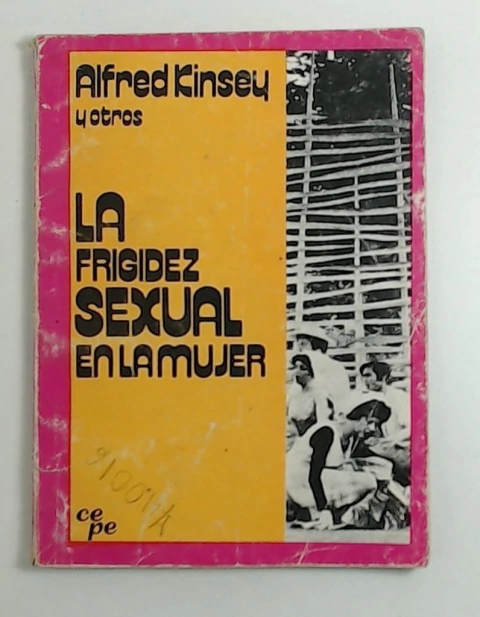 Alfred Kinsey
y otros
LA
FRIGIDEZ
SEXUAL
EN LA MUJER
ce
pe